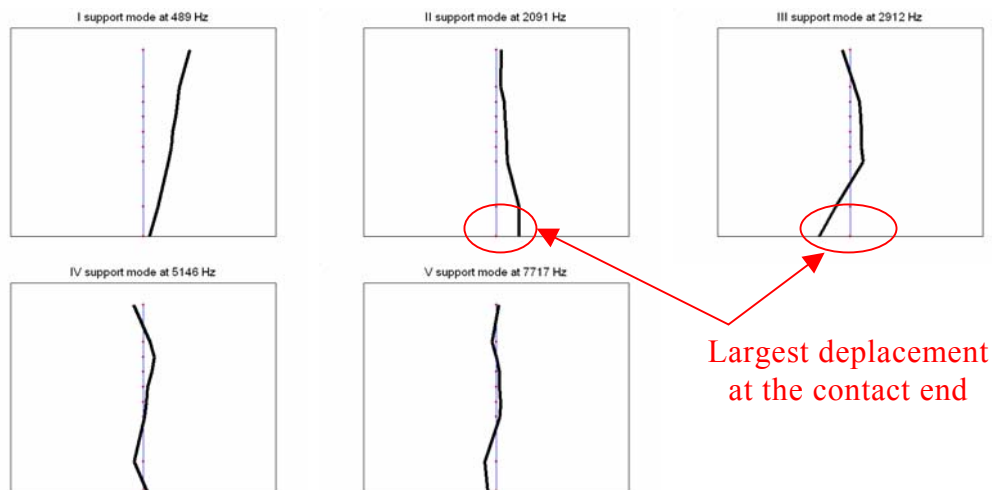 I support mode at 489 Hz
II support mode at 2091 Hz
III support mode at 2912 Hz
IV support mode at 5146 Hz
V support mode at 7717 Hz
Largest deplacement
at the contact end